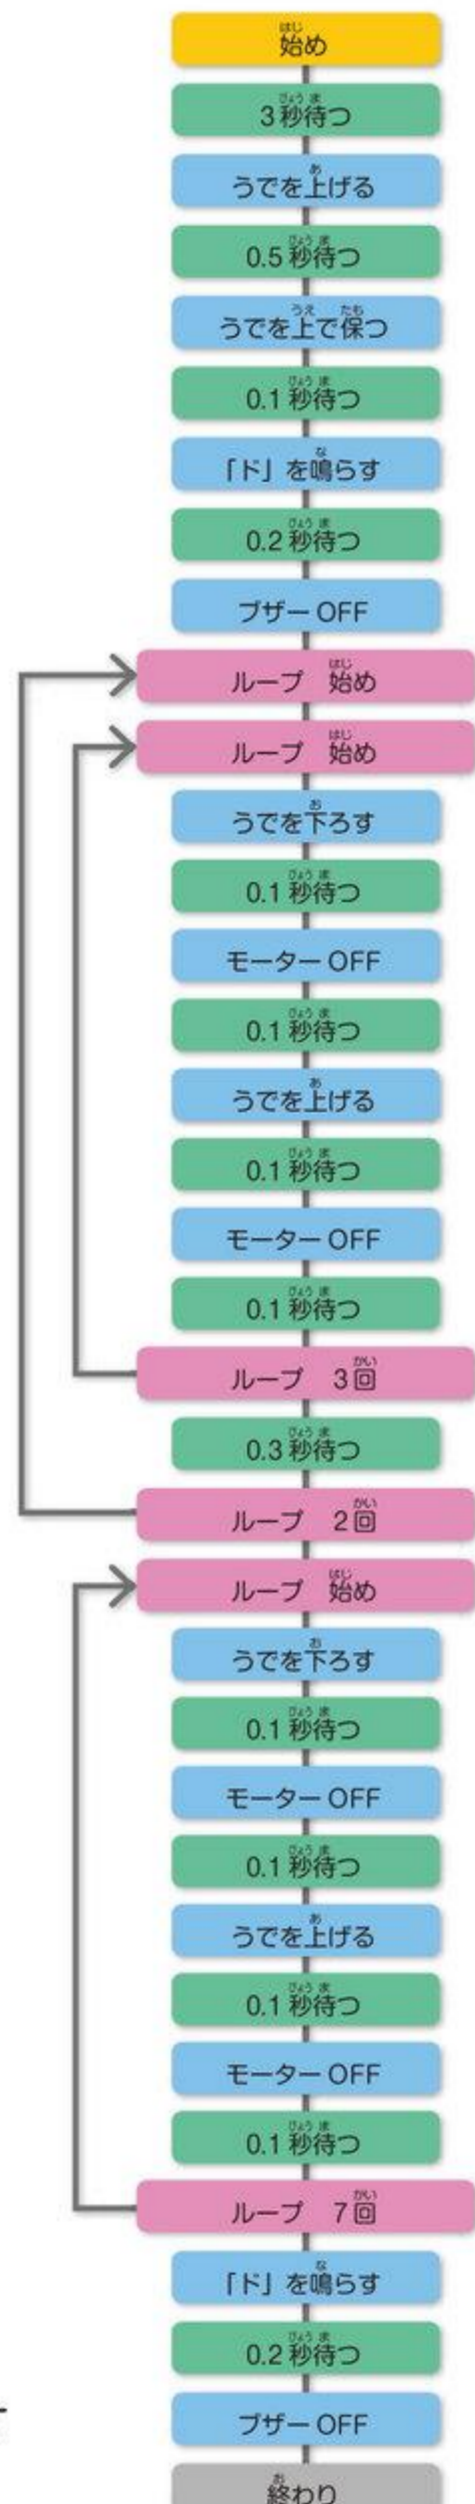 始め
3秒待つ
うでを上げる
0.5秒待つ
うでを上で保つ
0.1秒待つ
「ド」を鳴らす
0.2秒待つ
ブザーOFF
ループ 始め
ループ 始め
うでを下ろす
0.1秒待つ
モーターOFF
0.1秒待つ
うでを上げる
0.1秒待つ
モーターOFF
0.1秒待つ
ループ 3回
0.3秒待つ
ループ 2回
ループ 始め
うでを下ろす
0.1秒待つ
モーターOFF
0.1秒待つ
うでを上げる
0.1秒待つ
モーターOFF
0.1秒待つ
ループ 7回
「ド」を鳴らす
0.2秒待つ
ブザーOFF
終わり